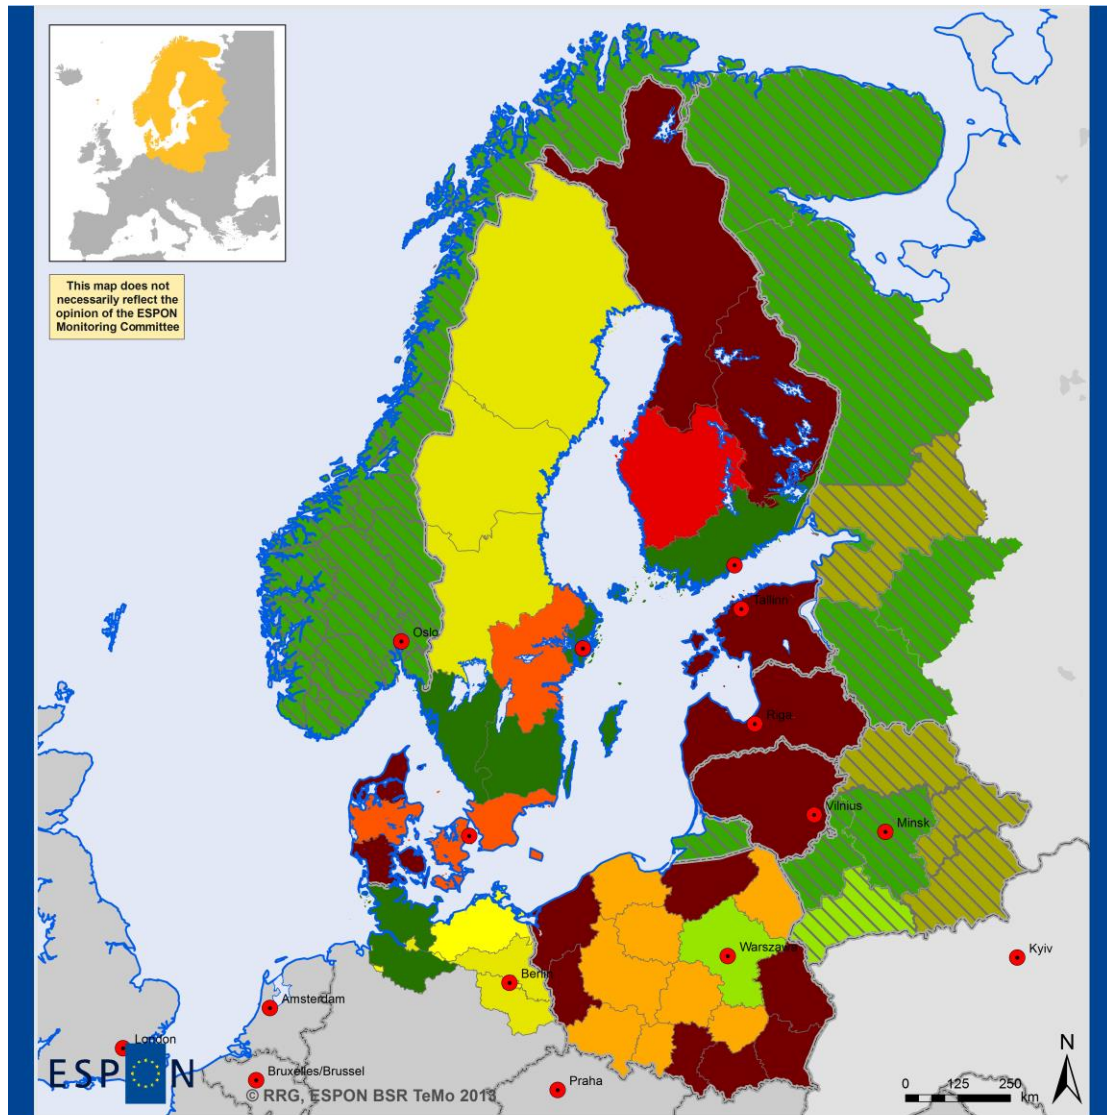 This map does not
necessarily reflect the
opinion of the ESPON
Monitoring Committee
Oslo
Tallinn
Riga
Vilnius
Minsk
Warszawa
Kyiv
Berlin
Amsterdam
London
Bruxelles/Brussel
Praha
ESPON
© RRG, ESPON BSR TeMo 2013
N
0 125 250
km